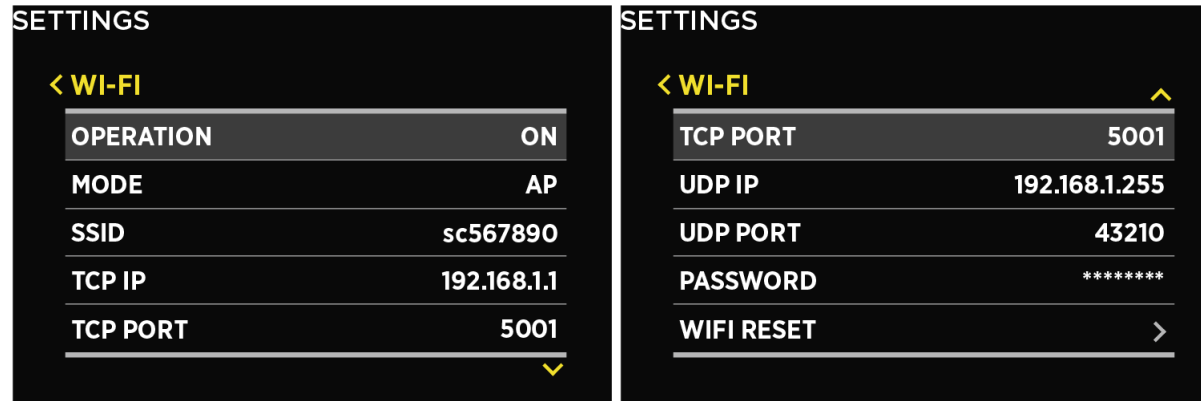 SETTINGS
< WI-FI
OPERATION ON
MODE AP
SSID sc567890
TCP IP 192.168.1.1
TCP PORT 5001
SETTINGS
< WI-FI
TCP PORT 5001
UDP IP 192.168.1.255
UDP PORT 43210
PASSWORD ********
WIFI RESET >